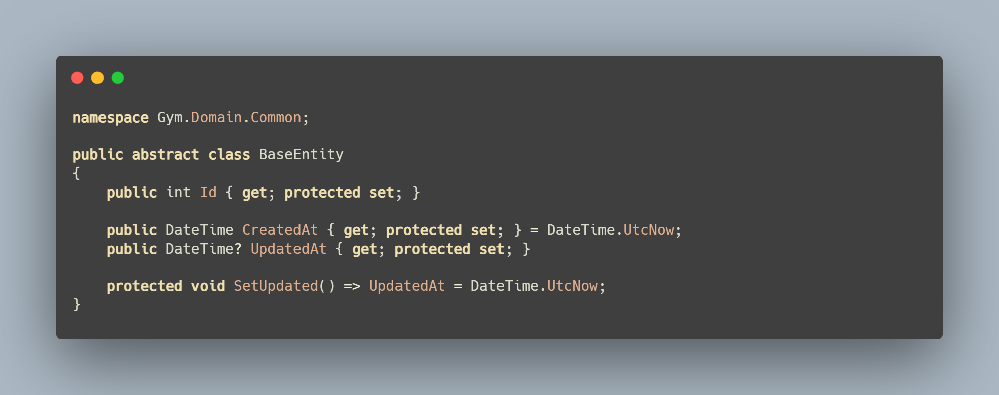 namespace Gym.Domain.Common;

public abstract class BaseEntity
{
    public int Id { get; protected set; }

    public DateTime CreatedAt { get; protected set; } = DateTime.UtcNow;
    public DateTime? UpdatedAt { get; protected set; }

    protected void SetUpdated() => UpdatedAt = DateTime.UtcNow;
}